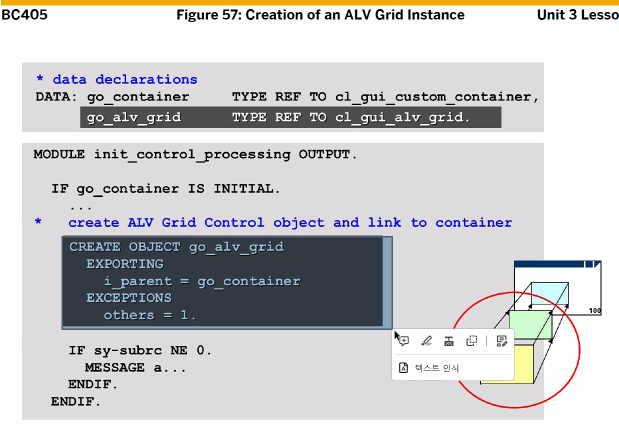 BC405 Figure 57: Creation of an ALV Grid Instance Unit 3 Lesso
* data declarations
DATA: go_container TYPE REF TO cl_gui_custom_container,
go_alv_grid TYPE REF TO cl_gui_alv_grid.
MODULE init_control_processing OUTPUT.
IF go_container IS INITIAL.
...
* create ALV Grid Control object and link to container
CREATE OBJECT go_alv_grid
EXPORTING
i_parent = go_container
EXCEPTIONS
others = 1.
100
IF sy-subrc NE 0.
MESSAGE a...
ENDIF.
ENDIF.
텍스트 인식